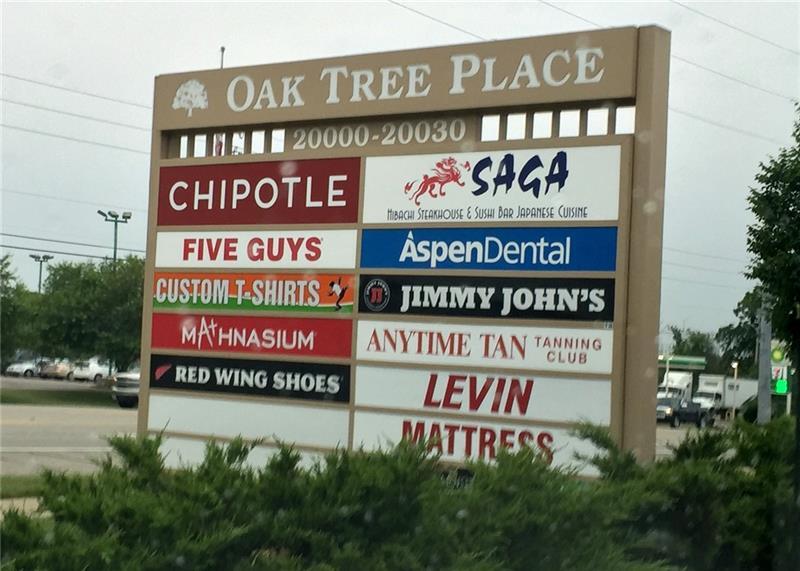 OAK TREE PLACE
20000-20030
CHIPOTLE
SAGA
HIBACHI STEAKHOUSE & SUSHI BAR JAPANESE CUISINE
FIVE GUYS
ASPENDENTAL
CUSTOM T-SHIRTS
JIMMY JOHN'S
MATHNASIUM
ANYTIME TAN TANNING CLUB
RED WING SHOES
LEVIN
MATTRESS